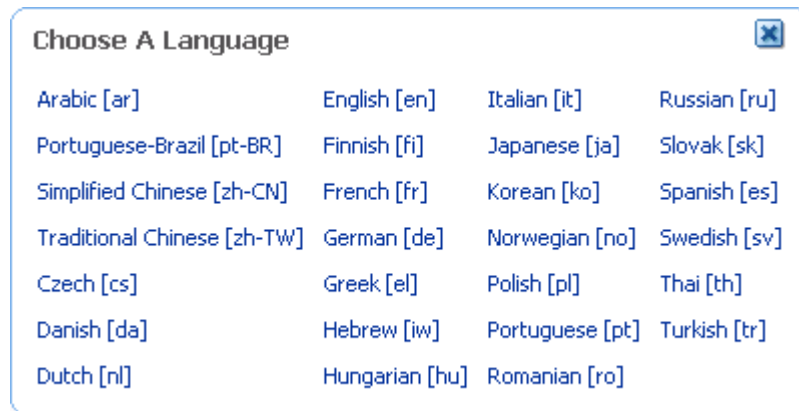 Choose A Language
Arabic [ar]
Portuguese-Brazil [pt-BR]
Simplified Chinese [zh-CN]
Traditional Chinese [zh-TW]
Czech [cs]
Danish [da]
Dutch [nl]
English [en]
Finnish [fi]
French [fr]
German [de]
Greek [el]
Hebrew [iw]
Hungarian [hu]
Italian [it]
Japanese [ja]
Korean [ko]
Norwegian [no]
Polish [pl]
Portuguese [pt]
Romanian [ro]
Russian [ru]
Slovak [sk]
Spanish [es]
Swedish [sv]
Thai [th]
Turkish [tr]